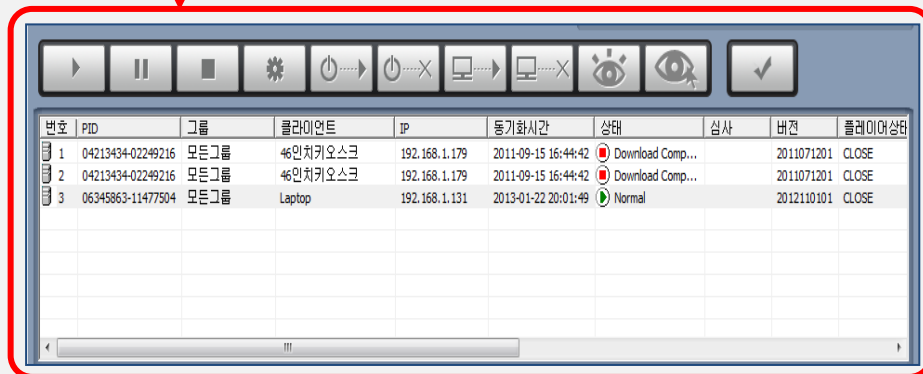 번호 PID 그룹 클라이언트 IP 동기화시간 상태 심사 버전 플레이어상태
1 04213434-02249216 모든그룹 46인치키오스크 192.168.1.179 2011-09-15 16:44:42 Download Comp... 2011071201 CLOSE
2 04213434-02249216 모든그룹 46인치키오스크 192.168.1.179 2011-09-15 16:44:42 Download Comp... 2011071201 CLOSE
3 06345863-11477504 모든그룹 Laptop 192.168.1.131 2013-01-22 20:01:49 Normal 2012110101 CLOSE